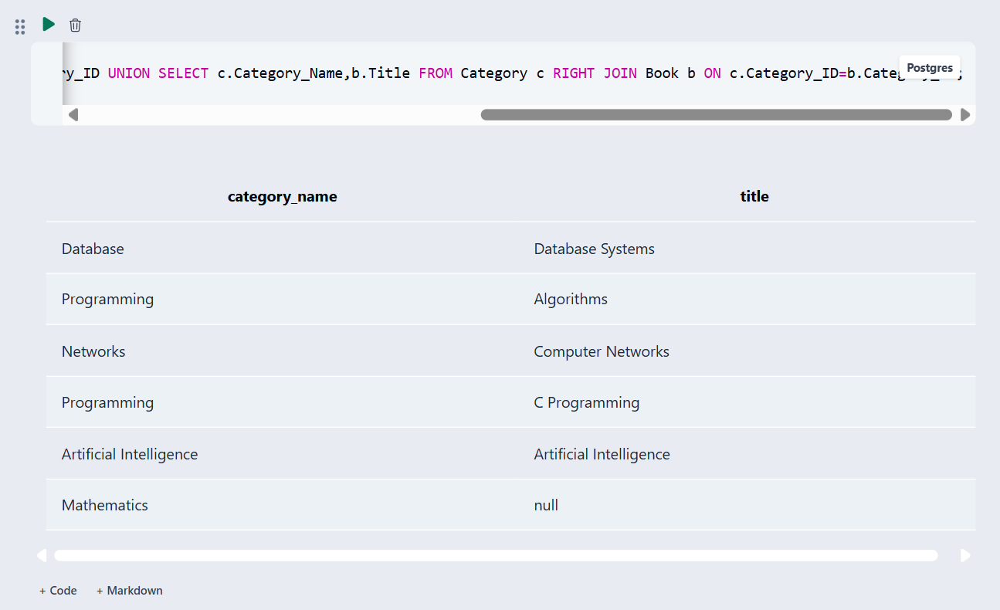 ry_ID UNION SELECT c.Category_Name,b.Title FROM Category c RIGHT JOIN Book b ON c.Category_ID=b.Categ
Postgres
category_name title
Database Database Systems
Programming Algorithms
Networks Computer Networks
Programming C Programming
Artificial Intelligence Artificial Intelligence
Mathematics null
+ Code + Markdown